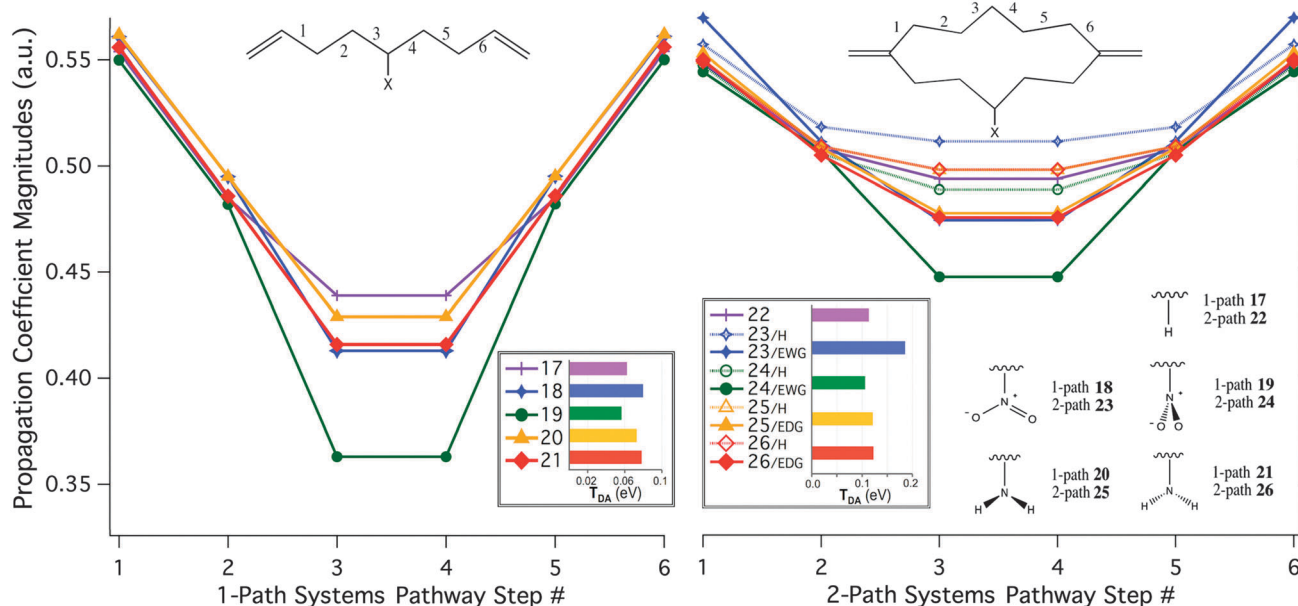 Propagation Coefficient Magnitudes (a.u.)
0.55
0.50
0.45
0.40
0.35
1 2 3 4 5 6
X
17
18
19
20
21
0.02 0.06 0.1
T_DA (eV)
1 2 3 4 5 6
1-Path Systems Pathway Step #
1 2 3 4 5 6
X
22
23/H
23/EWG
24/H
24/EWG
25/H
25/EDG
26/H
26/EDG
0.0 0.1 0.2
T_DA (eV)
H
1-path 17
2-path 22
⁻O N⁺ O
1-path 18
2-path 23
N⁺ ⁻O O
1-path 19
2-path 24
N H H
1-path 20
2-path 25
N H H
1-path 21
2-path 26
1 2 3 4 5 6
2-Path Systems Pathway Step #